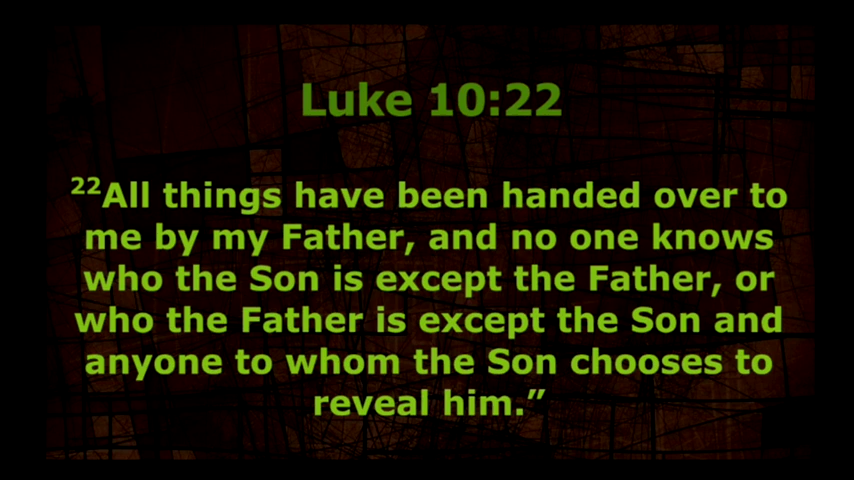 Luke 10:22
²²All things have been handed over to
me by my Father, and no one knows
who the Son is except the Father, or
who the Father is except the Son and
anyone to whom the Son chooses to
reveal him.”